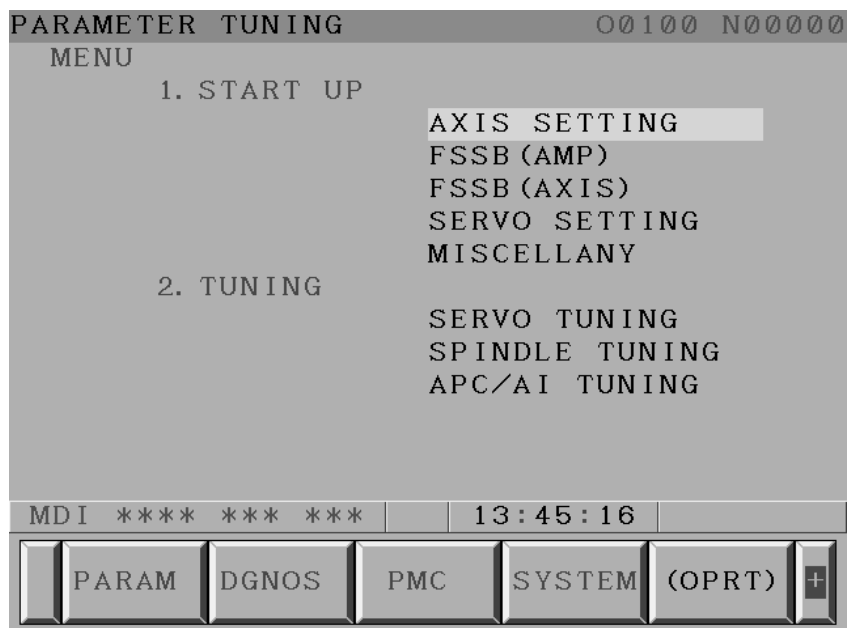 PARAMETER TUNING O0100 N00000
MENU
1. START UP
AXIS SETTING
FSSB(AMP)
FSSB(AXIS)
SERVO SETTING
MISCELLANY
2. TUNING
SERVO TUNING
SPINDLE TUNING
APC/AI TUNING
MDI **** *** *** 13:45:16
PARAM DGNOS PMC SYSTEM (OPRT) +